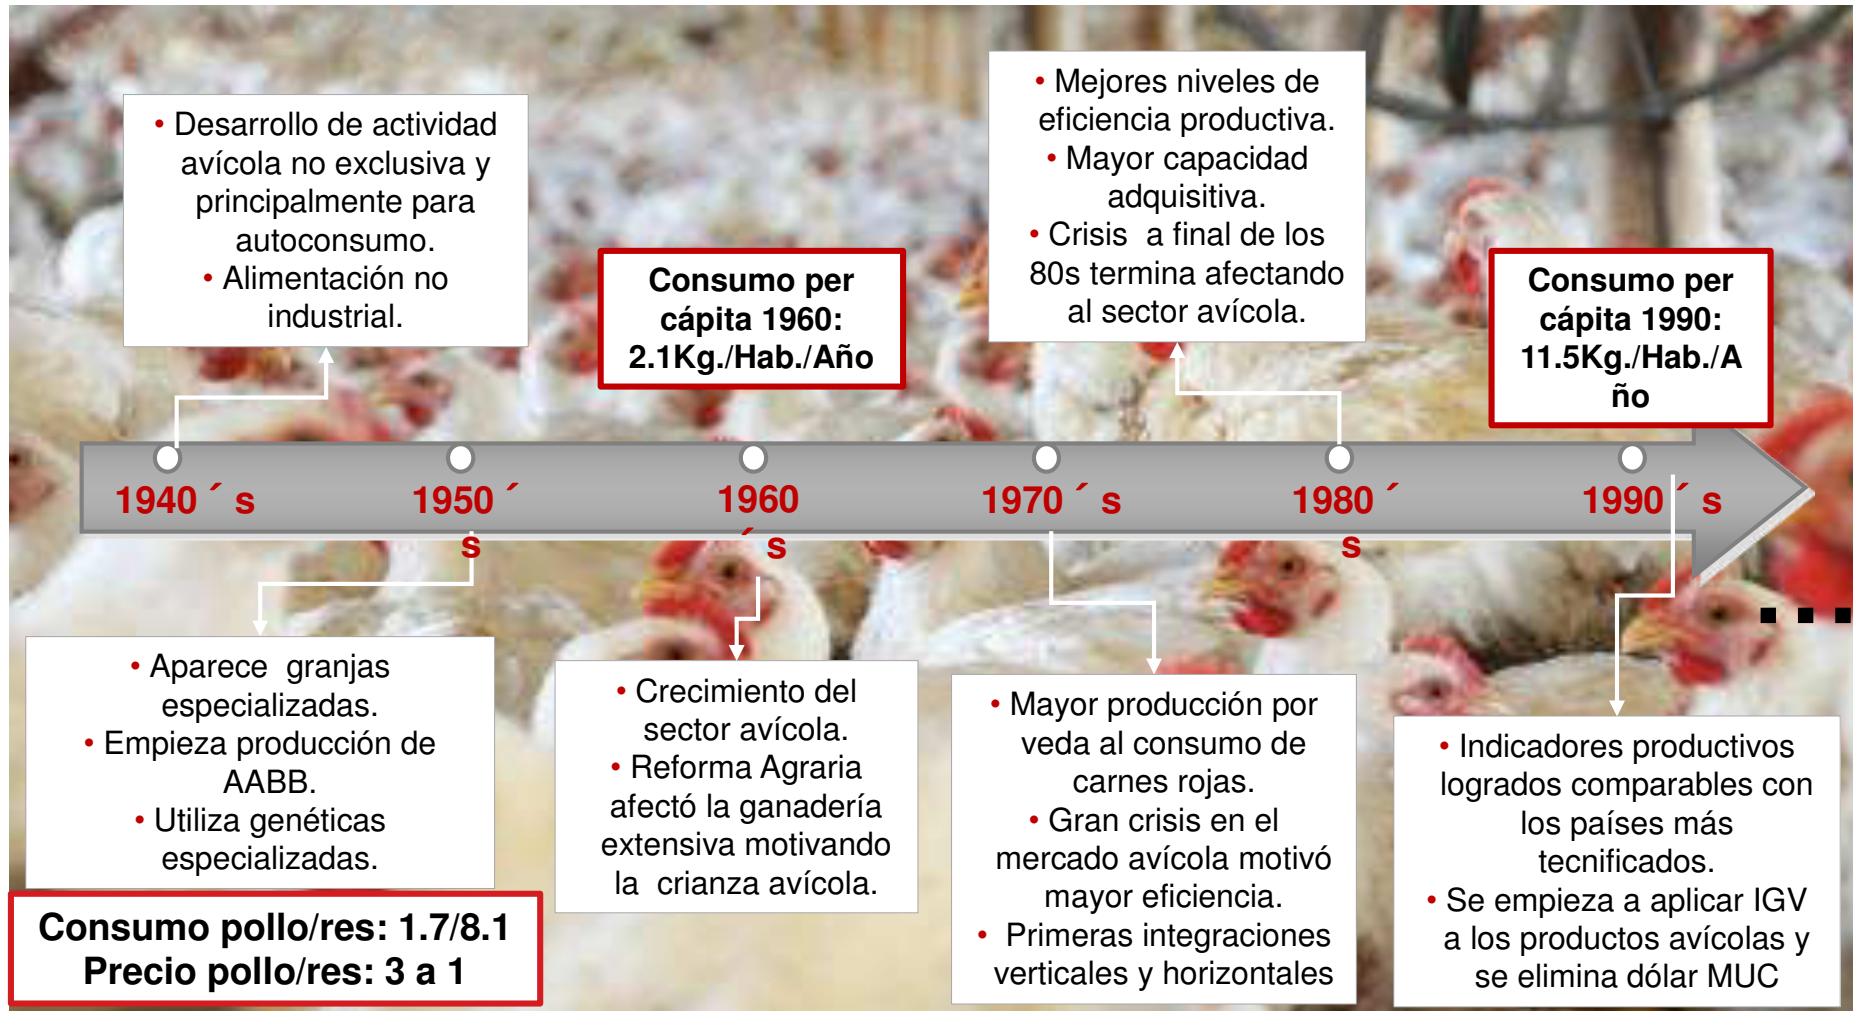 • Desarrollo de actividad
avícola no exclusiva y
principalmente para
autoconsumo.
• Alimentación no
industrial.
Consumo per
cápita 1960:
2.1Kg./Hab./Año
• Mejores niveles de
eficiencia productiva.
• Mayor capacidad
adquisitiva.
• Crisis a final de los
80s termina afectando
al sector avícola.
Consumo per
cápita 1990:
11.5Kg./Hab./A
ño
1940 ´ s
1950 ´
s
1960
´s
1970 ´ s
1980 ´
s
1990 ´ s
• Aparece granjas
especializadas.
• Empieza producción de
AABB.
• Utiliza genéticas
especializadas.
Consumo pollo/res: 1.7/8.1
Precio pollo/res: 3 a 1
• Crecimiento del
sector avícola.
• Reforma Agraria
afectó la ganadería
extensiva motivando
la crianza avícola.
• Mayor producción por
veda al consumo de
carnes rojas.
• Gran crisis en el
mercado avícola motivó
mayor eficiencia.
• Primeras integraciones
verticales y horizontales
...
• Indicadores productivos
logrados comparables con
los países más
tecnificados.
• Se empieza a aplicar IGV
a los productos avícolas y
se elimina dólar MUC